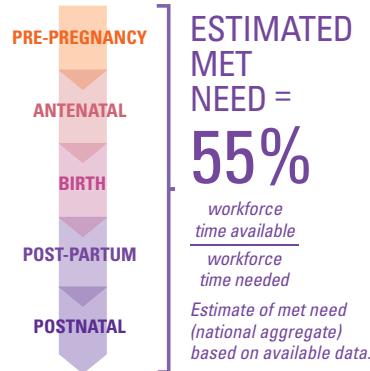 PRE-PREGNANCY
ANTENATAL
BIRTH
POST-PARTUM
POSTNATAL
ESTIMATED
MET
NEED =
55%
workforce
time available
workforce
time needed
Estimate of met need
(national aggregate)
based on available data.